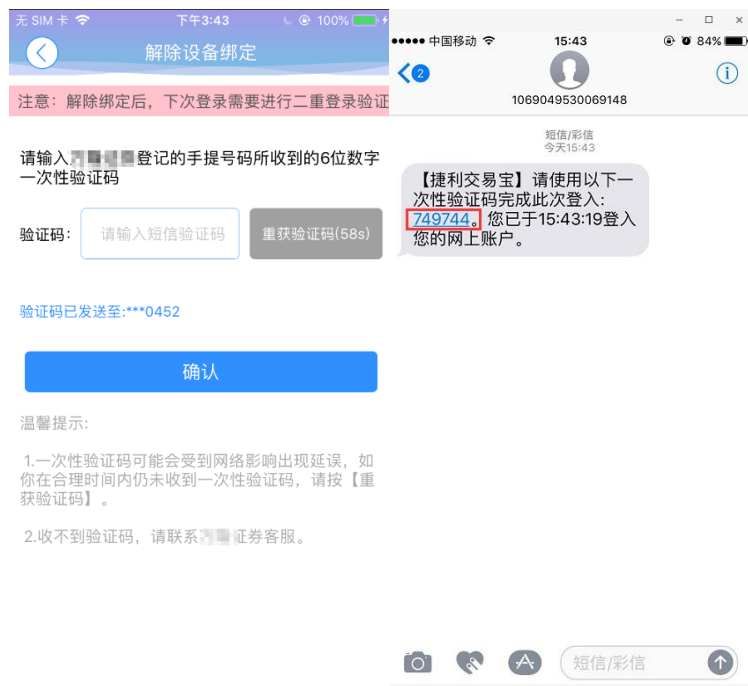 无 SIM 卡 下午3:43 100%
解除设备绑定
注意：解除绑定后，下次登录需要进行二重登录验证
请输入登记的手提号码所收到的6位数字
一次性验证码
验证码：
请输入短信验证码
重获验证码(58s)
验证码已发送至:***0452
确认
温馨提示:
1.一次性验证码可能会受到网络影响出现延误，如
你在合理时间内仍未收到一次性验证码，请按【重
获验证码】。
2.收不到验证码，请联系证券客服。
中国移动 15:43 84%
2
1069049530069148
短信/彩信
今天15:43
【捷利交易宝】请使用以下一
次性验证码完成此次登入:
749744。您已于15:43:19登入
您的网上账户。
短信/彩信